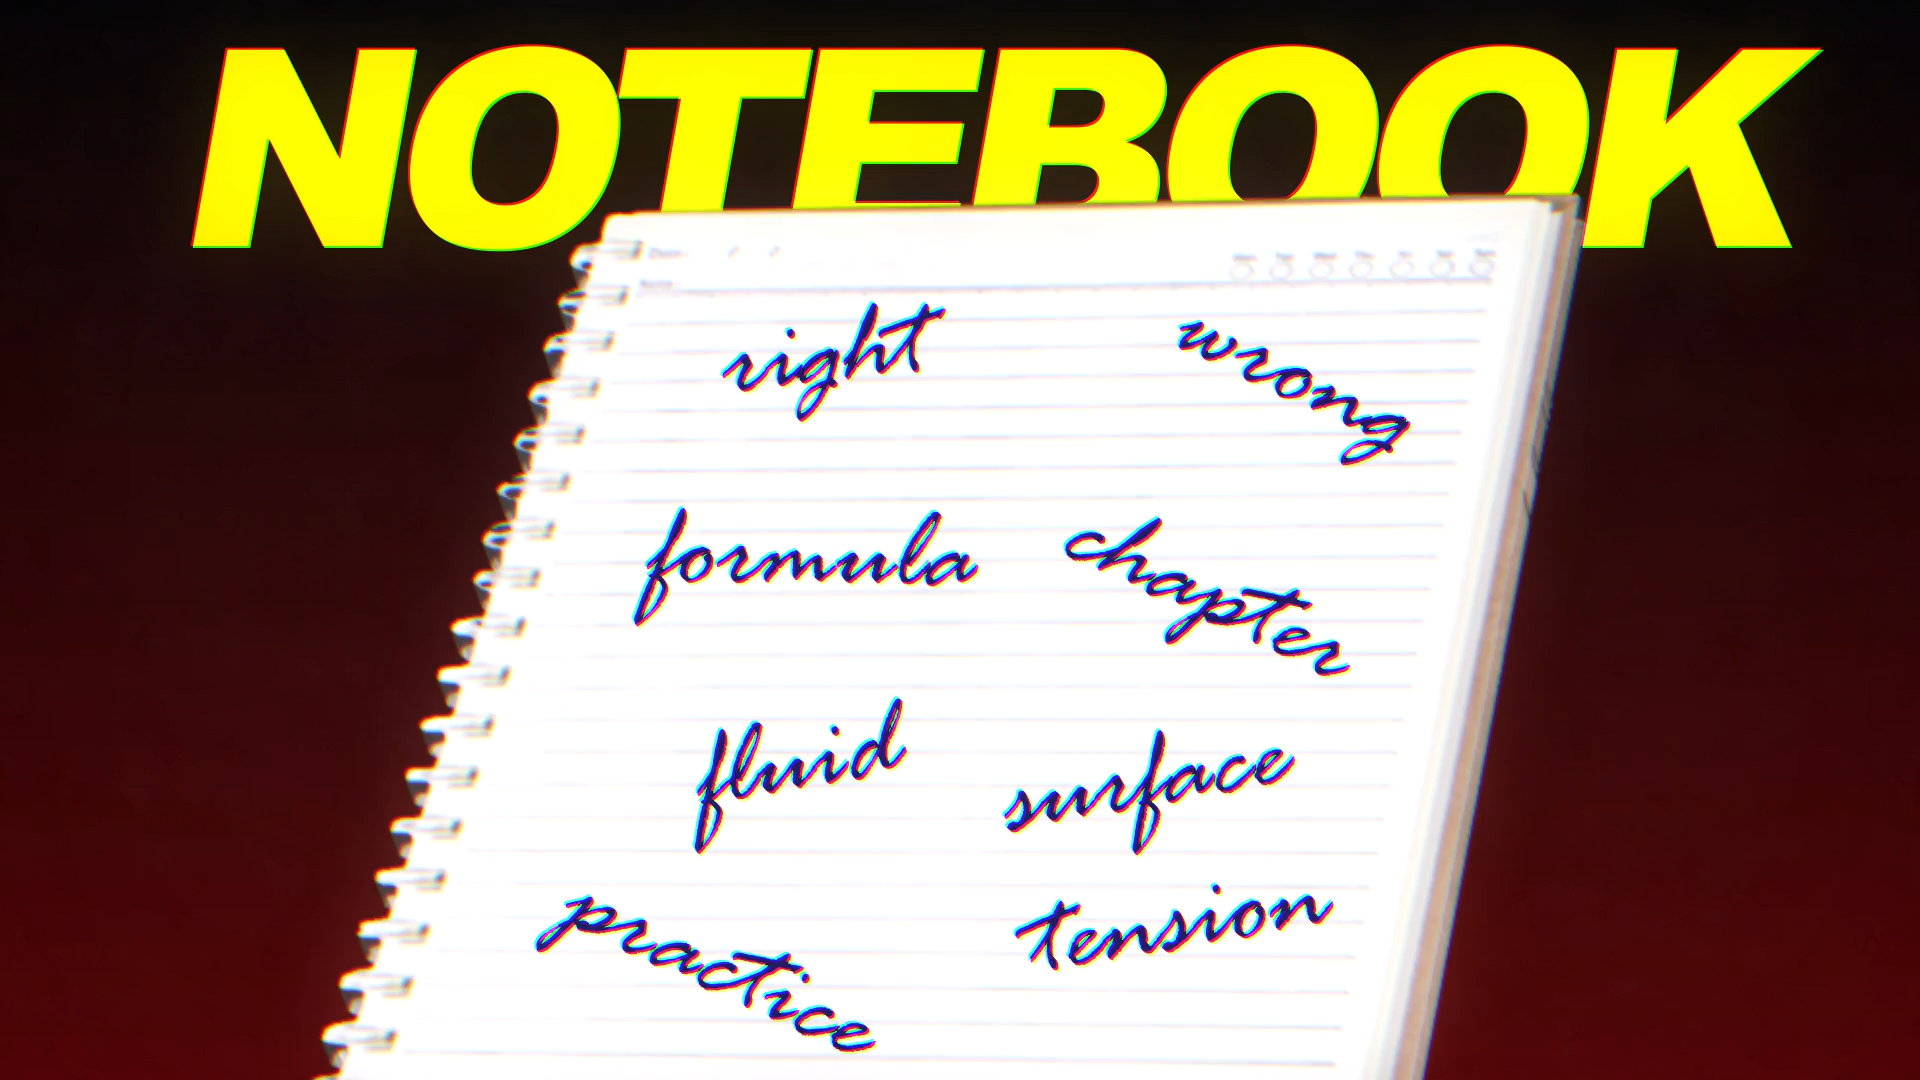 NOTEBOOK
right wrong
formula chapter
fluid surface
practice tension